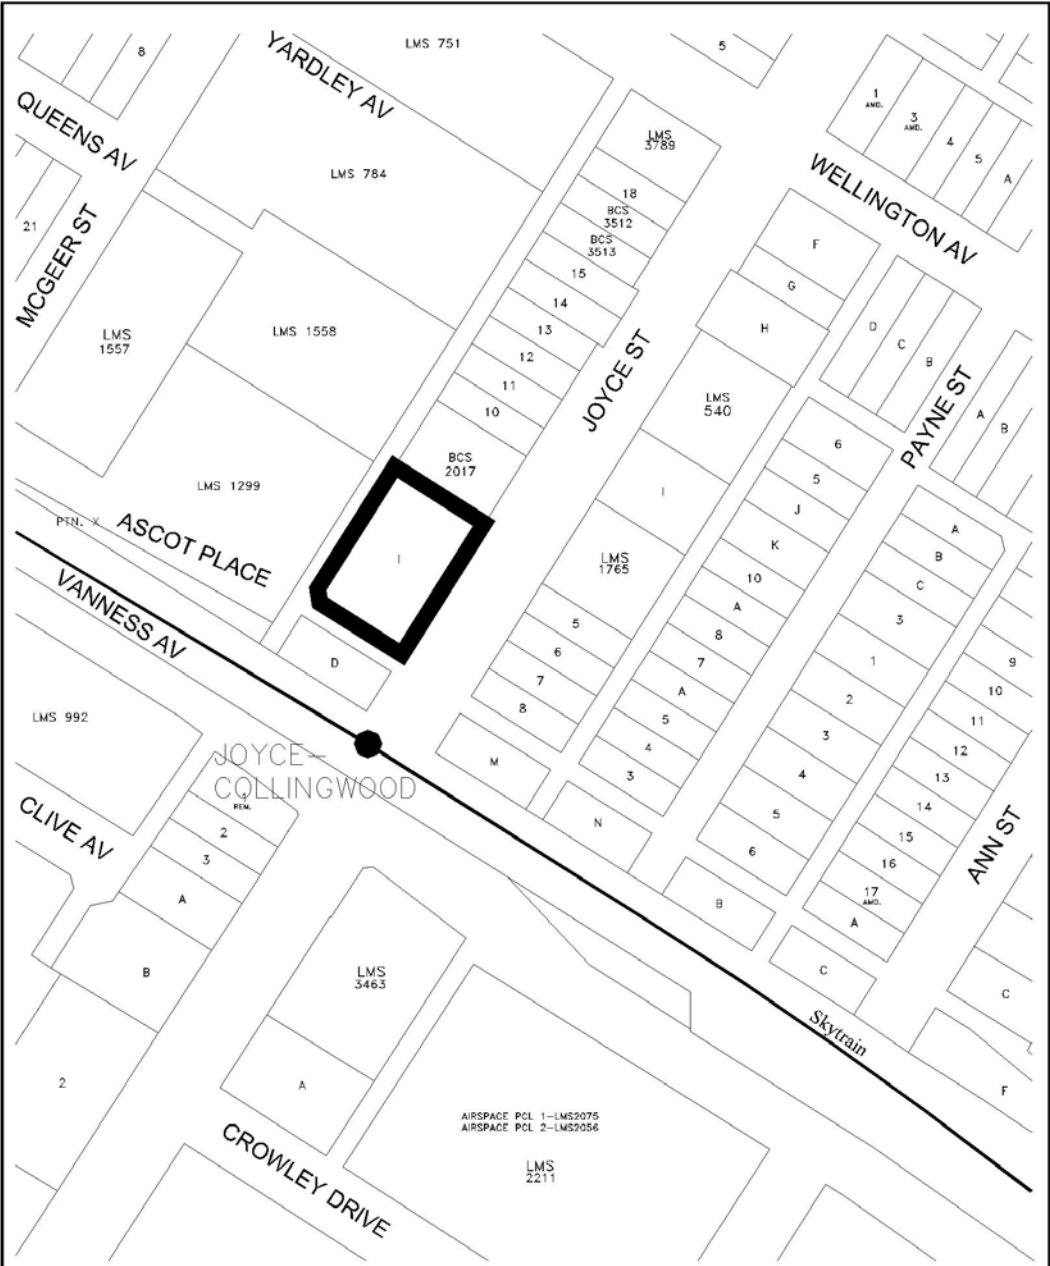 LMS 751
5
8
YARDLEY AV
1
AMD.
3
AMD.
4
5
A
QUEENS AV
LMS
3789
LMS 784
18
WELLINGTON AV
BCS
3512
21
BCS
3513
F
MCGEER ST
15
G
14
LMS
1557
LMS 1558
13
H
D
C
B
12
JOYCE ST
11
LMS
540
PAYNE ST
10
A
B
6
BCS
2017
5
LMS 1299
1
J
PTN. X
ASCOT PLACE
A
K
B
1
LMS
1765
10
C
VANNESS AV
A
3
5
8
6
7
1
9
D
7
A
2
10
8
5
3
11
LMS 992
4
12
JOYCE-
COLLINGWOOD
M
3
4
13
1
REM.
14
CLIVE AV
2
N
5
15
ANN ST
3
6
16
A
17
AMD.
B
A
B
LMS
3463
C
C
Skytrain
2
A
F
AIRSPACE PCL 1-LMS2075
AIRSPACE PCL 2-LMS2056
CROWLEY DRIVE
LMS
2211